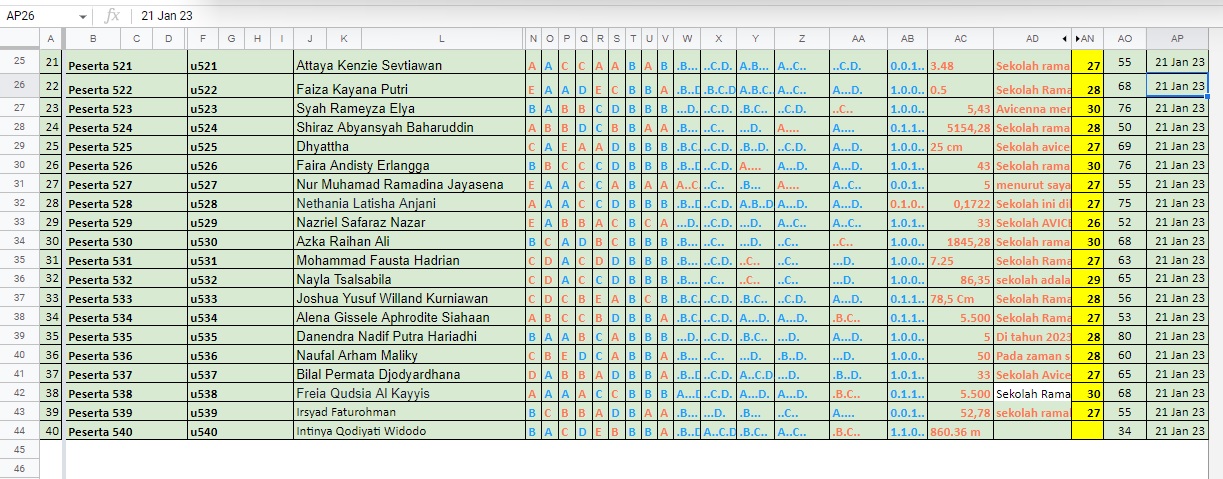 AP26 fx 21 Jan 23
A B C D F G H I J K L N O P Q R S T U V W X Y Z AA AB AC AD AN AO AP
25 21 Peserta 521 u521 Attaya Kenzie Sevtiawan A A C C A A B A B .B... ..C.D. A.B... A..C.. ..C.D. 0.0.1.. 3.48 Sekolah rama 27 55 21 Jan 23
26 22 Peserta 522 u522 Faiza Kayana Putri E A A D E C B B A .B..D .B.C.D A.B.C. A..C.. A...D. 1.0.0.. 0.5 Sekolah Rama 28 68 21 Jan 23
27 23 Peserta 523 u523 Syah Rameyza Elya B A B B C D B B B ...D. ..C.D. .B.C.. ..C.D. ..C.. 1.0.0.. 5,43 Avicenna mer 30 76 21 Jan 23
28 24 Peserta 524 u524 Shiraz Abyansyah Baharuddin A B B D C B B A A .B... ..C.. ...D. A.... A.... 0.1.1.. 5154,28 Sekolah rama 28 50 21 Jan 23
29 25 Peserta 525 u525 Dhyattha C A E A A D B B B .B.C. ..C.D. .B..D. ..C.D. A...D. 1.0.1.. 25 cm Sekolah avice 27 69 21 Jan 23
30 26 Peserta 526 u526 Faira Andisty Erlangga B B C C C D B B B .B..D ..C.D. A.... A...D. A...D. 1.0.1.. 43 Sekolah rama 30 76 21 Jan 23
31 27 Peserta 527 u527 Nur Muhamad Ramadina Jayasena E A A C C A B A A A..C.. ..C.. .B... A.... A..C.. 0.0.1.. 5 menurut saya 27 55 21 Jan 23
32 28 Peserta 528 u528 Nethania Latisha Anjani A A A C C D B B B .B..D ..C.D. A.B..D A...D. A...D. 0.1.0.. 0,1722 Sekolah ini dil 27 75 21 Jan 23
33 29 Peserta 529 u529 Nazriel Safaraz Nazar E A B B A C B C A ...D. ..C.D. ...D. A...D. A..C.. 1.0.1.. 33 Sekolah AVICE 26 52 21 Jan 23
34 30 Peserta 530 u530 Azka Raihan Ali B C A D B C B B B .B... ..C.. ...D. ..C.. ..C.. 1.0.0.. 1845,28 Sekolah rama 30 68 21 Jan 23
35 31 Peserta 531 u531 Mohammad Fausta Hadrian C D A C D D B B B .B... ..C.D. ..C.. ..C.. ...D. 1.0.0.. 7.25 Sekolah Rama 27 63 21 Jan 23
36 32 Peserta 532 u532 Nayla Tsalsabila C D A C C D B B B .B... ..C.. ..C.. ..C.. A...D. 1.0.0.. 86,35 sekolah adala 29 65 21 Jan 23
37 33 Peserta 533 u533 Joshua Yusuf Willand Kurniawan C D C B E A B C B .B.C. ..C.D. .B.C.. ..C.D. A...D. 0.1.1.. 78,5 Cm Sekolah Rama 28 56 21 Jan 23
38 34 Peserta 534 u534 Alena Gissele Aphrodite Siahaan A B C C B D B B A .B... ..C.D. A...D. A...D. .B.C.. 0.1.1.. 5.500 Sekolah Rama 27 53 21 Jan 23
39 35 Peserta 535 u535 Danendra Nadif Putra Hariadhi B A A B C A B B B ...D. ..C.D. .B.C.. ...D. A...D. 1.0.0.. 5 Di tahun 2023 28 80 21 Jan 23
40 36 Peserta 536 u536 Naufal Arham Maliky C B E D C A B B B .B... ..C.. ...D. .B..D. ...D. 1.0.0.. 50 Pada zaman s 28 60 21 Jan 23
41 37 Peserta 537 u537 Bilal Permata Djodyardhana D A B B A D B B A .B..D ..C.D. A..C.D .B..D. A...D. 1.0.0.. 33 Sekolah Avice 27 65 21 Jan 23
42 38 Peserta 538 u538 Freia Qudsia Al Kayyis A A A A C C B B B A...D ..C.D. A...D. A...D. .B.C.. 0.1.1.. 5.500 Sekolah Rama 30 68 21 Jan 23
43 39 Peserta 539 u539 Irsyad Faturohman B C B B A D B A A .B... ...D. .B... ..C.. A.... 0.1.1.. 52,78 sekolah rama 27 55 21 Jan 23
44 40 Peserta 540 u540 Intinya Qodiyati Widodo B A C D E B B B A .B..D A..C.D .B.C.. A..C.. .B.C.. 1.1.0.. 860.36 m 34 21 Jan 23
45
46